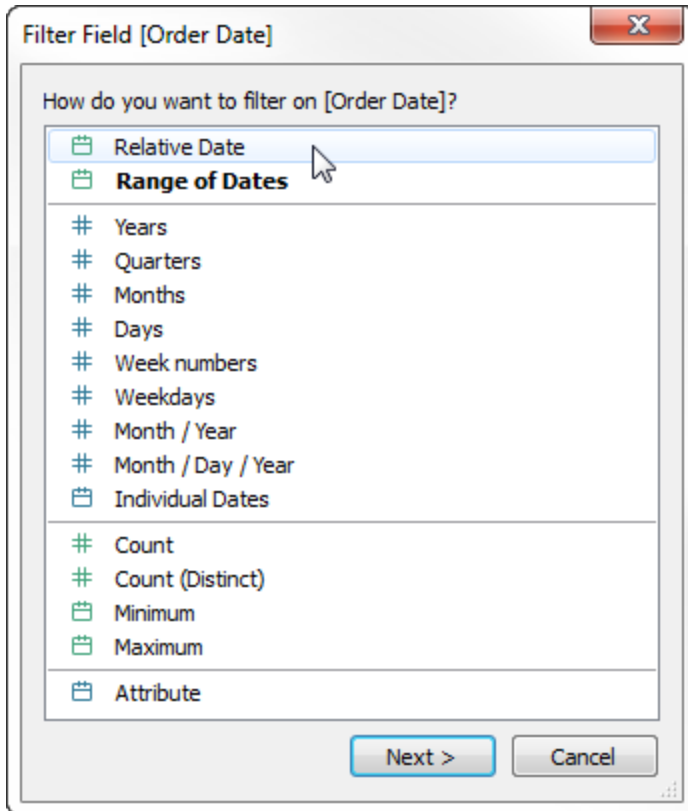 Filter Field [Order Date]
How do you want to filter on [Order Date]?
Relative Date
Range of Dates
# Years
# Quarters
# Months
# Days
# Week numbers
# Weekdays
# Month / Year
# Month / Day / Year
Individual Dates
# Count
# Count (Distinct)
Minimum
Maximum
Attribute
Next >
Cancel